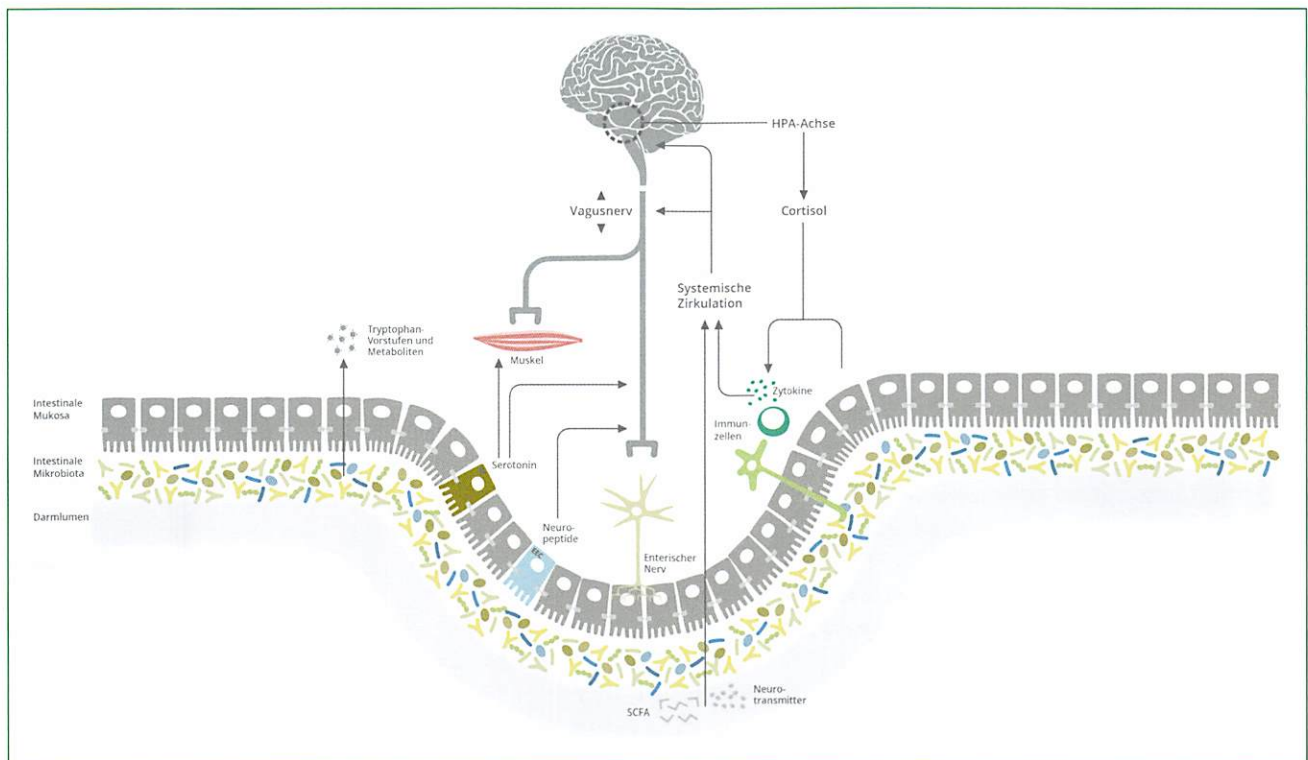 HPA-Achse
Vagusnerv
Cortisol
Systemische
Zirkulation
Tryptophan-
Vorstufen und
Metaboliten
Muskel
Zytokine
Intestinale
Mukosa
Immun-
zellen
Intestinale
Mikrobiota
Serotonin
Darmlumen
Neuro-
peptide
EEC
Enterischer
Nerv
Neuro-
transmitter
SCFA